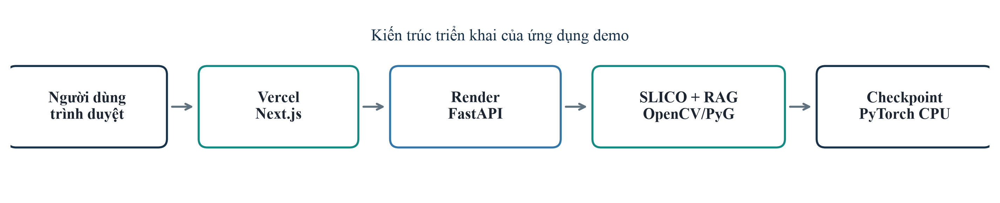 Kiến trúc triển khai của ứng dụng demo
Người dùng
trình duyệt
Vercel
Next.js
Render
FastAPI
SLICO + RAG
OpenCV/PyG
Checkpoint
PyTorch CPU